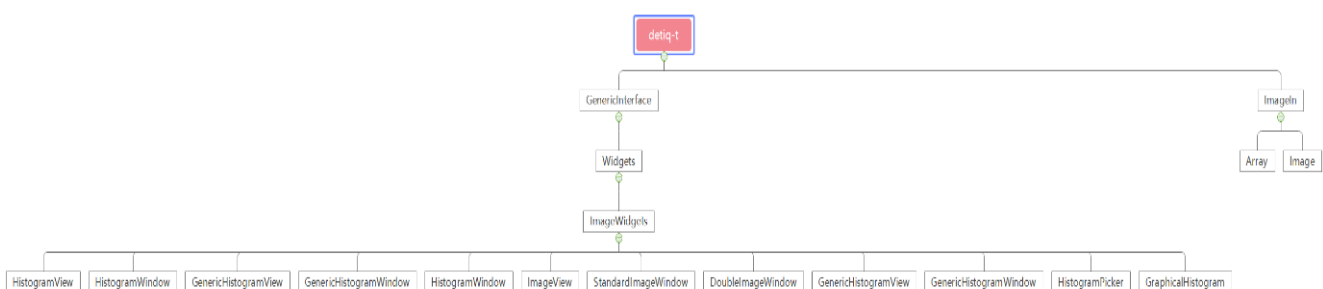 detiq-t
GenericInterface
ImageIn
Widgets
Array
Image
ImageWidgets
HistogramView
HistogramWindow
GenericHistogramView
GenericHistogramWindow
HistogramWindow
ImageView
StandardImageWindow
DoubleImageWindow
GenericHistogramView
GenericHistogramWindow
HistogramPicker
GraphicalHistogram